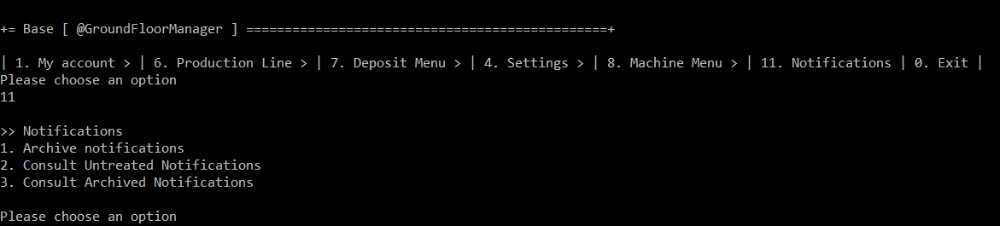 += Base [ @GroundFloorManager ] ===============================================+
| 1. My account > | 6. Production Line > | 7. Deposit Menu > | 4. Settings > | 8. Machine Menu > | 11. Notifications | 0. Exit |
Please choose an option
11
>> Notifications
1. Archive notifications
2. Consult Untreated Notifications
3. Consult Archived Notifications
Please choose an option